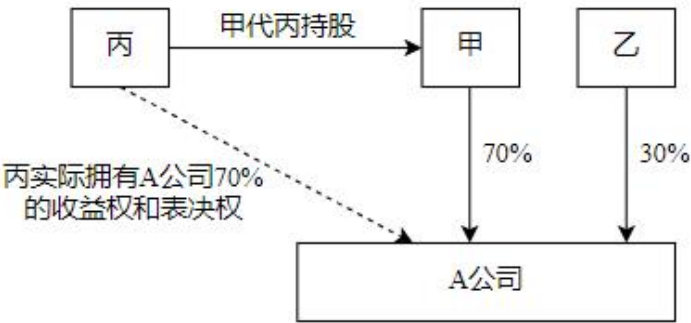 丙
甲代丙持股
甲
乙
70%
30%
丙实际拥有A公司70%
的收益权和表决权
A公司